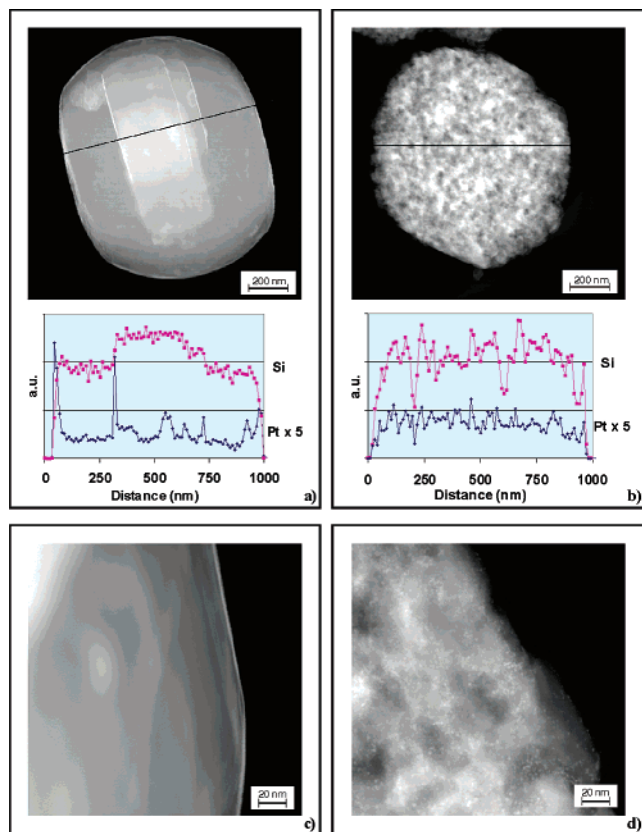 200 nm
200 nm
a.u.
Si
Pt x 5
0
250
500
750
1000
Distance (nm)
a)
a.u.
Si
Pt x 5
0
250
500
750
1000
Distance (nm)
b)
20 nm
c)
20 nm
d)